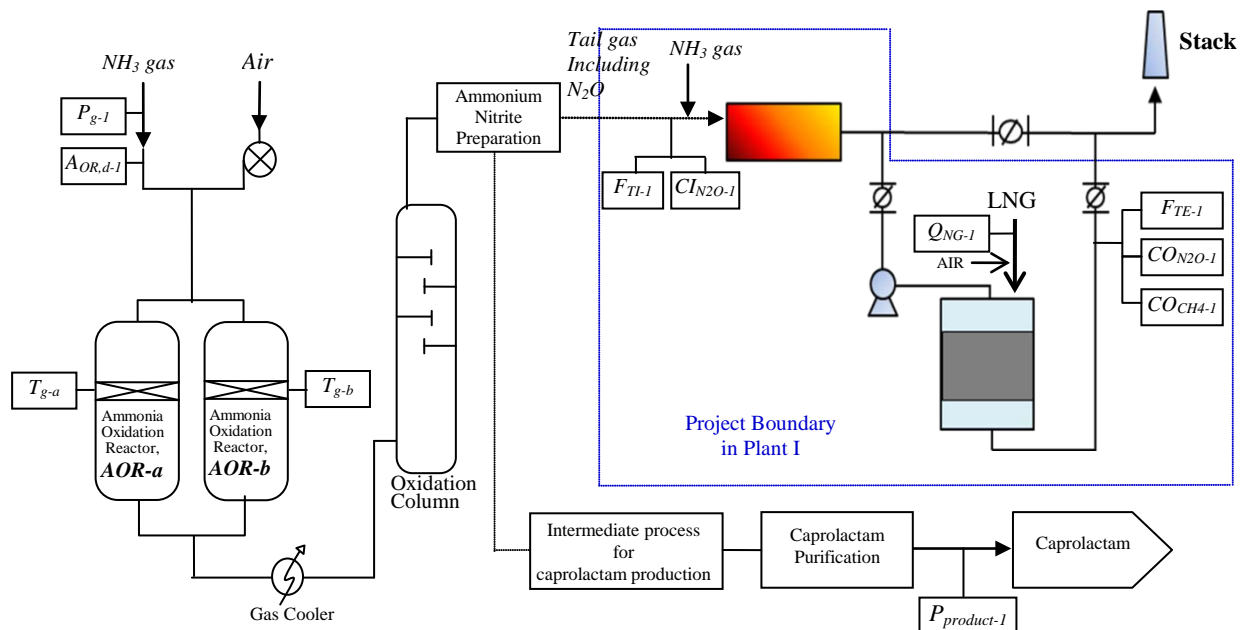 NH3 gas
Air
Pg-1
AOR,d-1
Tg-a
Tg-b
Ammonia
Oxidation
Reactor,
AOR-a
Ammonia
Oxidation
Reactor,
AOR-b
Gas Cooler
Oxidation
Column
Ammonium
Nitrite
Preparation
Tail gas
Including
N2O
NH3 gas
FTI-1
CIN2O-1
Stack
LNG
QNG-1
AIR
FTE-1
CON2O-1
COCH4-1
Project Boundary
in Plant I
Intermediate process
for
caprolactam production
Caprolactam
Purification
Caprolactam
Pproduct-1